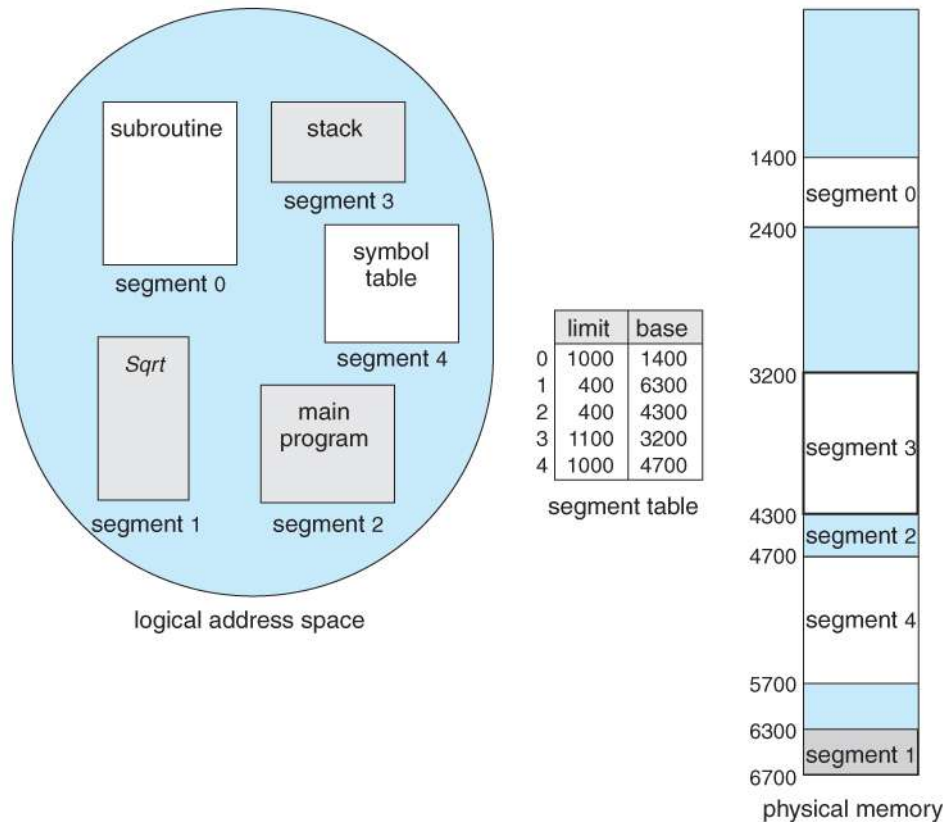 subroutine
segment 0
stack
segment 3
symbol
table
segment 4
Sqrt
segment 1
main
program
segment 2
logical address space
limit base
0 1000 1400
1 400 6300
2 400 4300
3 1100 3200
4 1000 4700
segment table
1400
segment 0
2400
3200
segment 3
4300
segment 2
4700
segment 4
5700
6300
segment 1
6700
physical memory